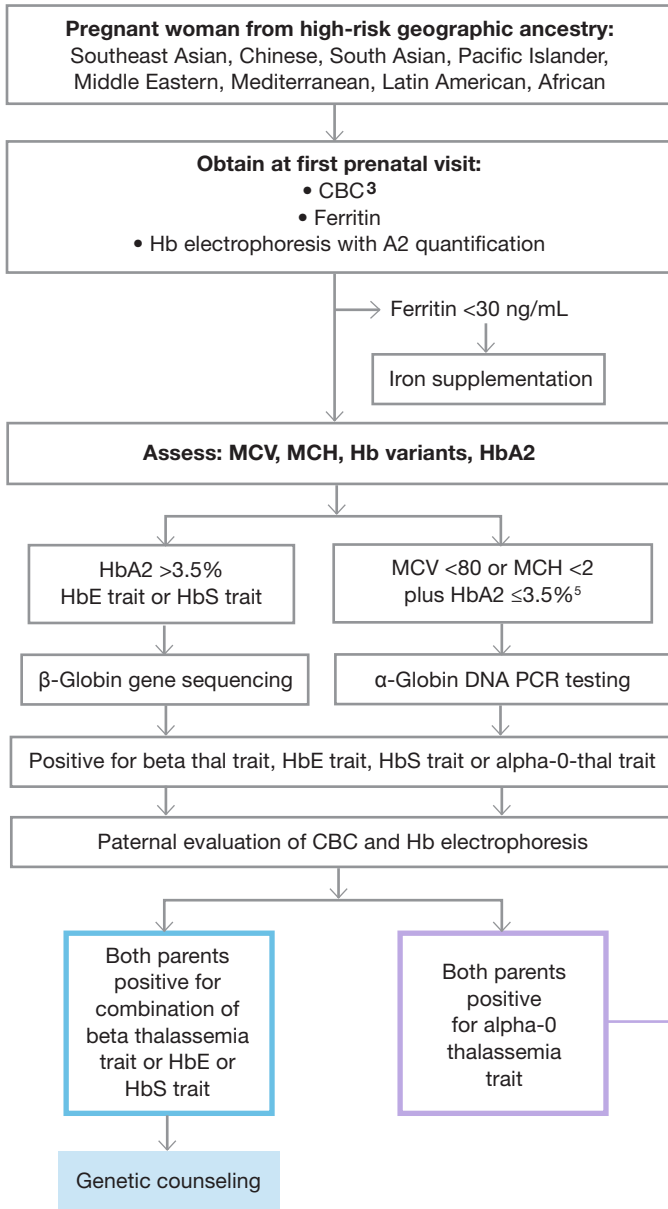 Pregnant woman from high-risk geographic ancestry:
Southeast Asian, Chinese, South Asian, Pacific Islander,
Middle Eastern, Mediterranean, Latin American, African
Obtain at first prenatal visit:
• CBC³
• Ferritin
• Hb electrophoresis with A2 quantification
Ferritin <30 ng/mL
Iron supplementation
Assess: MCV, MCH, Hb variants, HbA2
HbA2 >3.5%
HbE trait or HbS trait
MCV <80 or MCH <2
plus HbA2 ≤3.5%⁵
β-Globin gene sequencing
α-Globin DNA PCR testing
Positive for beta thal trait, HbE trait, HbS trait or alpha-0-thal trait
Paternal evaluation of CBC and Hb electrophoresis
Both parents
positive for
combination of
beta thalassemia
trait or HbE or
HbS trait
Both parents
positive
for alpha-0
thalassemia
trait
Genetic counseling